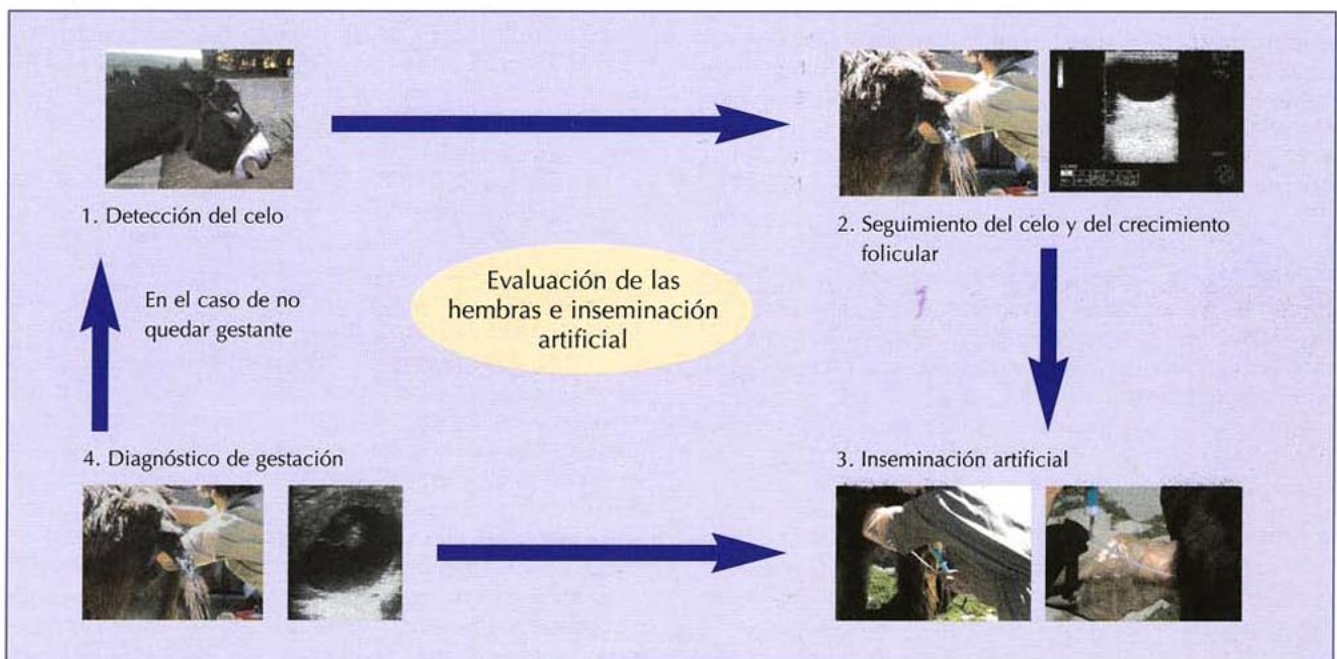 1. Detección del celo
2. Seguimiento del celo y del crecimiento
folicular
En el caso de no
quedar gestante
Evaluación de las
hembras e inseminación
artificial
4. Diagnóstico de gestación
3. Inseminación artificial